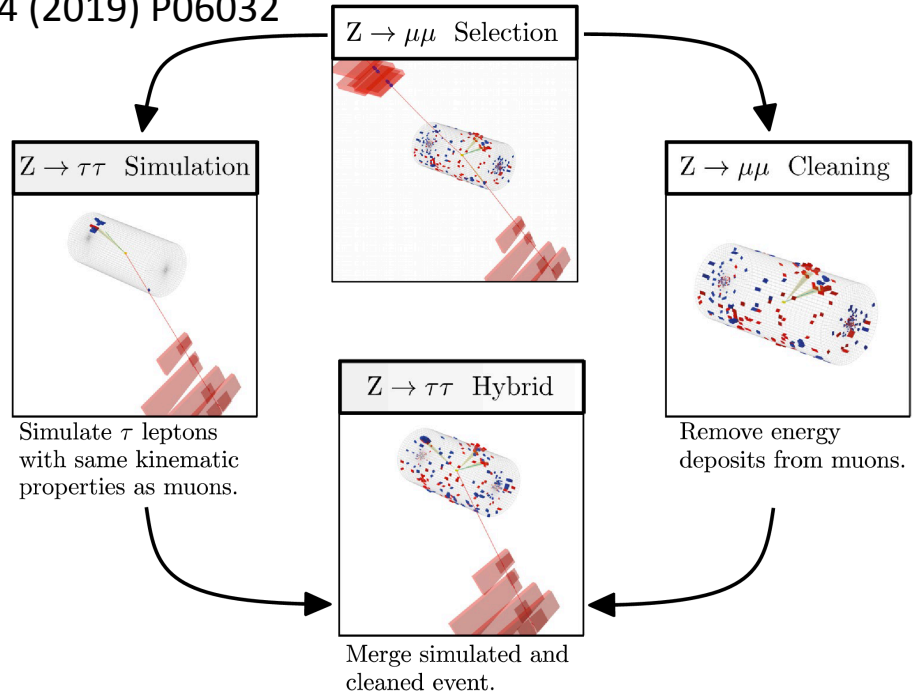 4 (2019) P06032
Z → μμ Selection
Z → ττ Simulation
Z → μμ Cleaning
Z → ττ Hybrid
Simulate τ leptons
with same kinematic
properties as muons.
Remove energy
deposits from muons.
Merge simulated and
cleaned event.